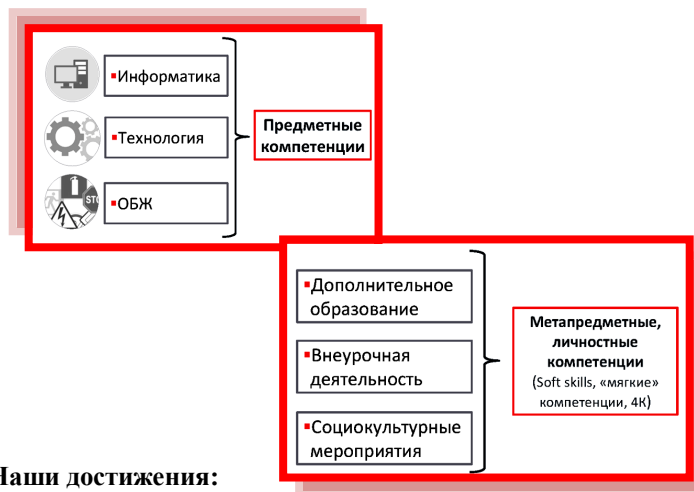 ▪Информатика
▪Технология
▪ОБЖ
Предметные
компетенции
STO
▪Дополнительное
образование
▪Внеурочная
деятельность
▪Социокультурные
мероприятия
Метапредметные,
личностные
компетенции
(Soft skills, «мягкие»
компетенции, 4К)
Наши достижения: